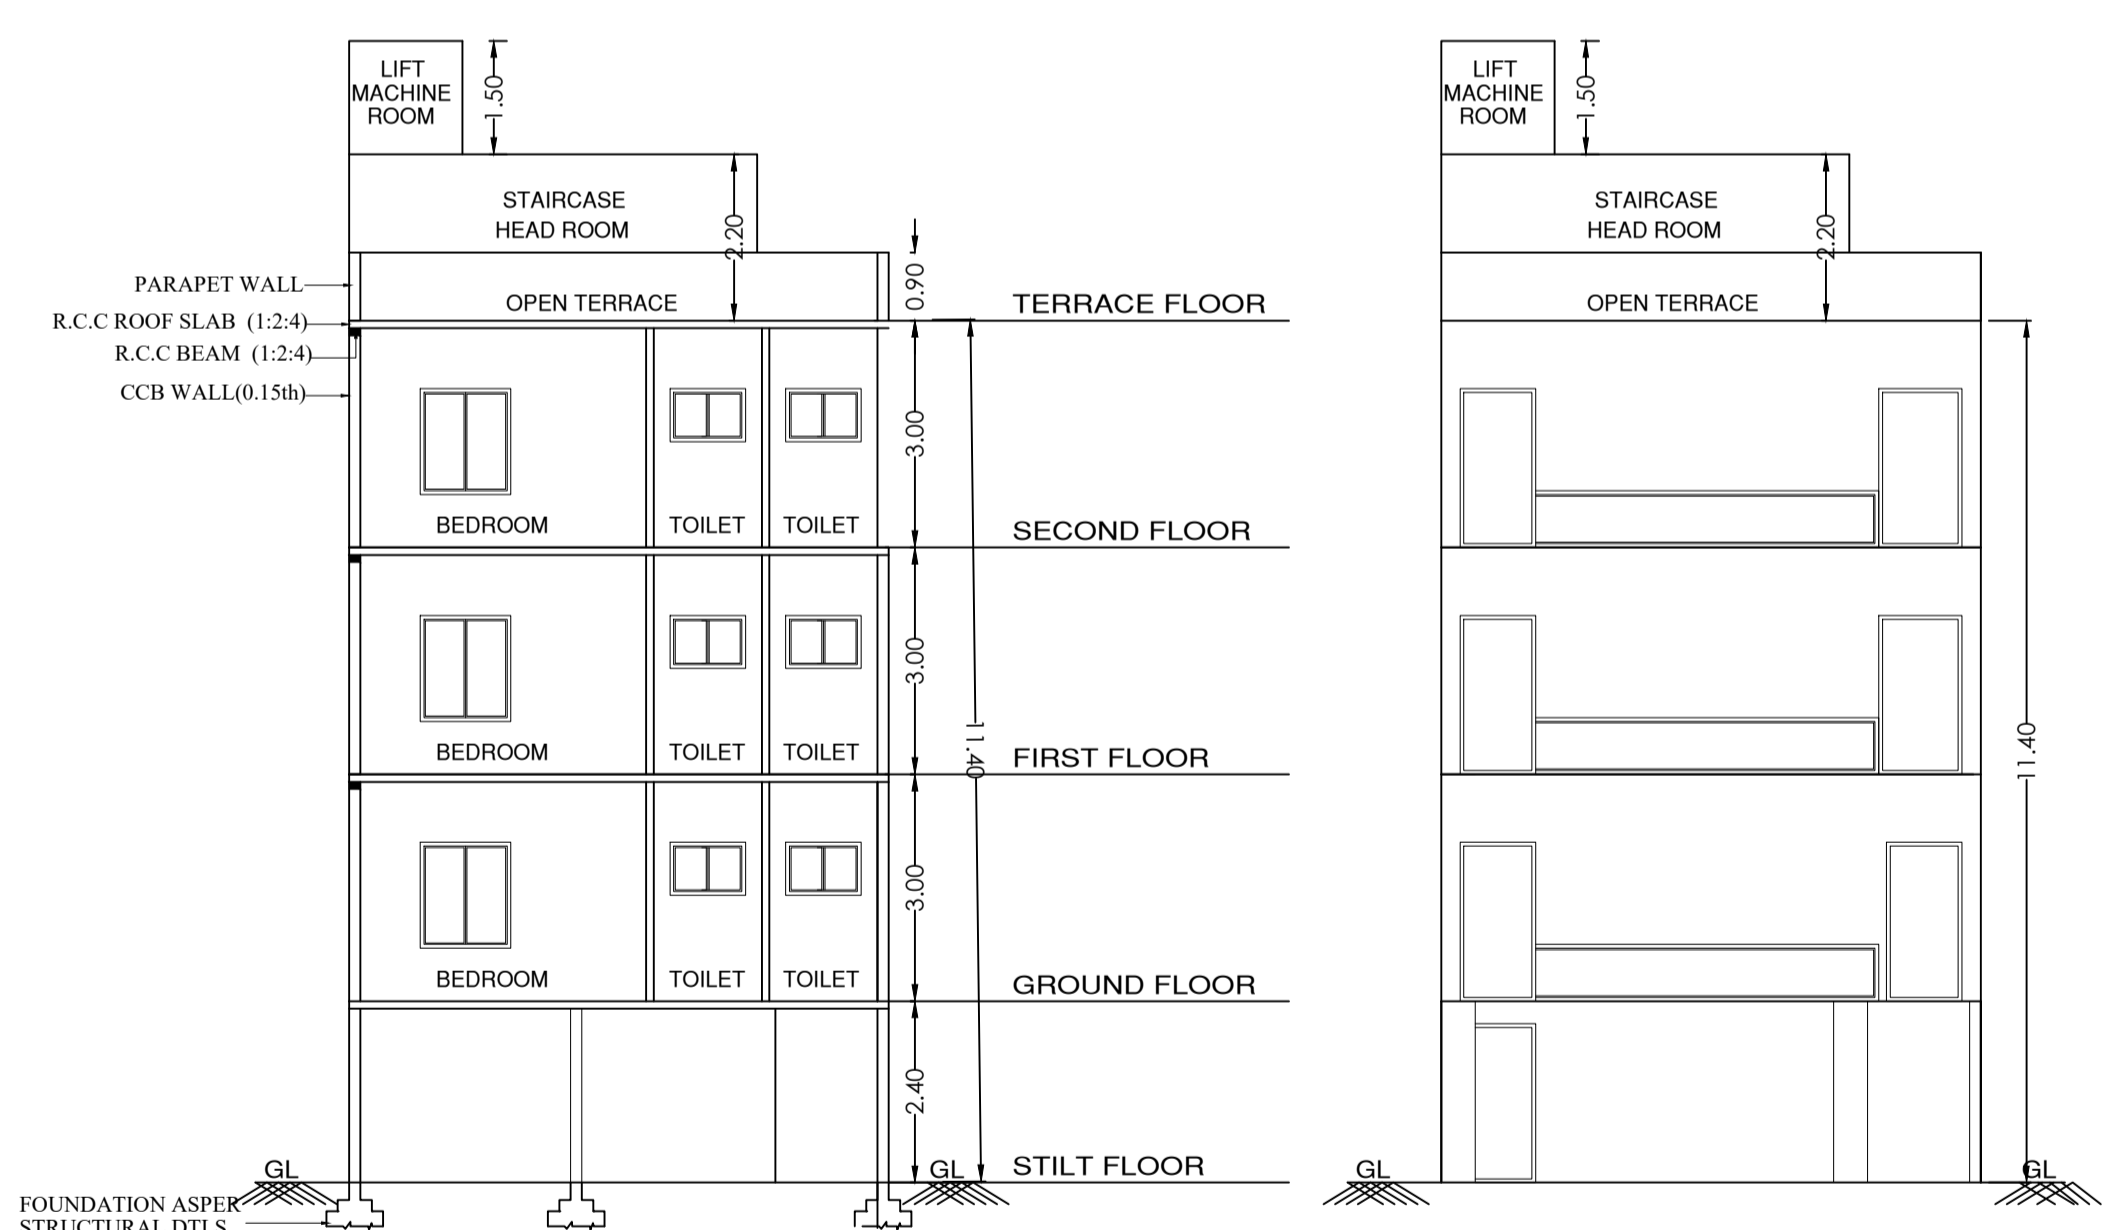 LIFT
MACHINE
ROOM
1.50
STAIRCASE
HEAD ROOM
2.20
PARAPET WALL
0.90
OPEN TERRACE
TERRACE FLOOR
R.C.C ROOF SLAB (1:2:4)
R.C.C BEAM (1:2:4)
CCB WALL(0.15th)
3.00
BEDROOM
TOILET
TOILET
SECOND FLOOR
3.00
BEDROOM
TOILET
TOILET
11.40
FIRST FLOOR
3.00
BEDROOM
TOILET
TOILET
GROUND FLOOR
2.40
GL
GL
STILT FLOOR
FOUNDATION ASPER
STRUCTURAL DTLS
LIFT
MACHINE
ROOM
1.50
STAIRCASE
HEAD ROOM
2.20
OPEN TERRACE
11.40
GL
GL